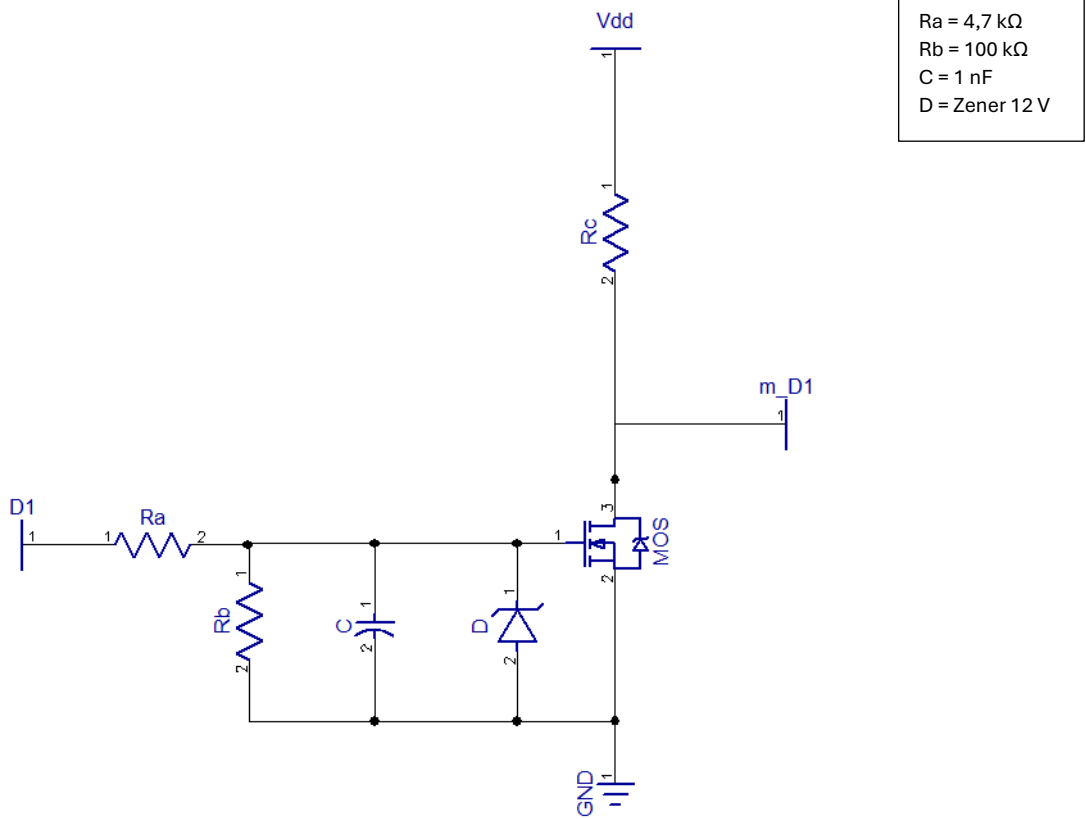 Vdd
1
Ra = 4,7 kΩ
Rb = 100 kΩ
C = 1 nF
D = Zener 12 V
1
Rc
2
m_D1
1
D1
1
1
Ra
2
1
3
MOS
2
1
Rb
2
1
C
2
1
D
2
1
GND